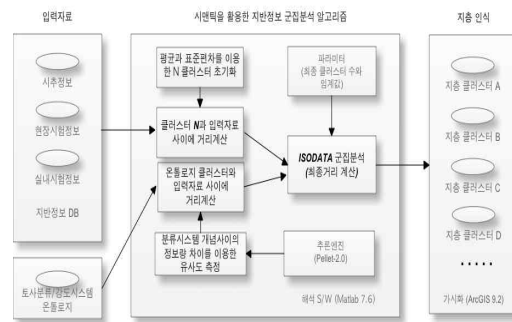 입력자료
시추정보
현장시험정보
실내시험정보
지반정보 DB
토사분류/강도시스템
온톨로지
시맨틱을 활용한 지반정보 군집분석 알고리즘
평균과 표준편차를 이용한
N 클러스터 초기화
클러스터 N과 입력자료
사이에 거리계산
온톨로지 클러스터와
입력자료 사이에
거리계산
분류시스템 개념사이의
정보량 차이를 이용한
유사도 측정
파라미터
(최종 클러스터 수와
임계값)
ISODATA 군집분석
(최종거리 계산)
추론엔진
(Pellet-2.0)
해석 S/W (Matlab 7.6)
지층 인식
지층 클러스터 A
지층 클러스터 B
지층 클러스터 C
지층 클러스터 D
•••••
가시화 (ArcGIS 9.2)